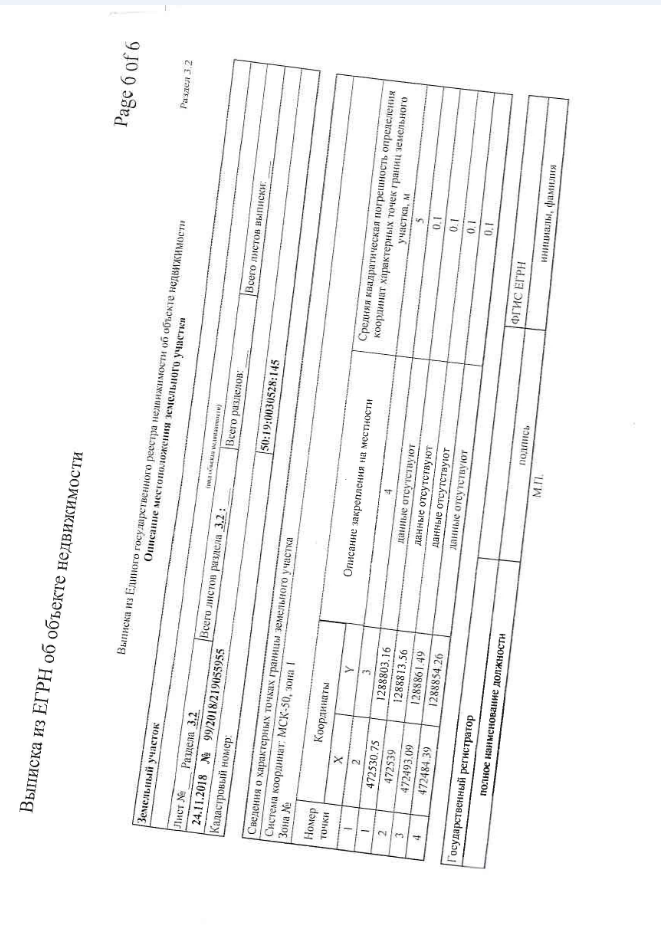 Выписка из ЕГРН об объекте недвижимости
Page 6 of 6
Раздел 3.2
Выписка из Единого государственного реестра недвижимости об объекте недвижимости
Описание местоположения земельного участка
Земельный участок
(вид объекта недвижимости)
Лист № Раздела 3.2 Всего листов раздела 3.2 : Всего разделов: Всего листов выписки:
24.11.2018 № 99/2018/219055955
Кадастровый номер: 50:19:0030528:145
Сведения о характерных точках границы земельного участка
Система координат: МСК-50, зона 1
Зона №
Номер точки
Координаты
Описание закрепления на местности
Средняя квадратическая погрешность определения
координат характерных точек границ земельного
участка, м
X Y
1 2 3 4 5
1 472530.75 1288803.16 данные отсутствуют 0.1
2 472539 1288813.56 данные отсутствуют 0.1
3 472493.09 1288861.49 данные отсутствуют 0.1
4 472484.39 1288854.26 данные отсутствуют 0.1
Государственный регистратор ФГИС ЕГРН
полное наименование должности подпись инициалы, фамилия
М.П.